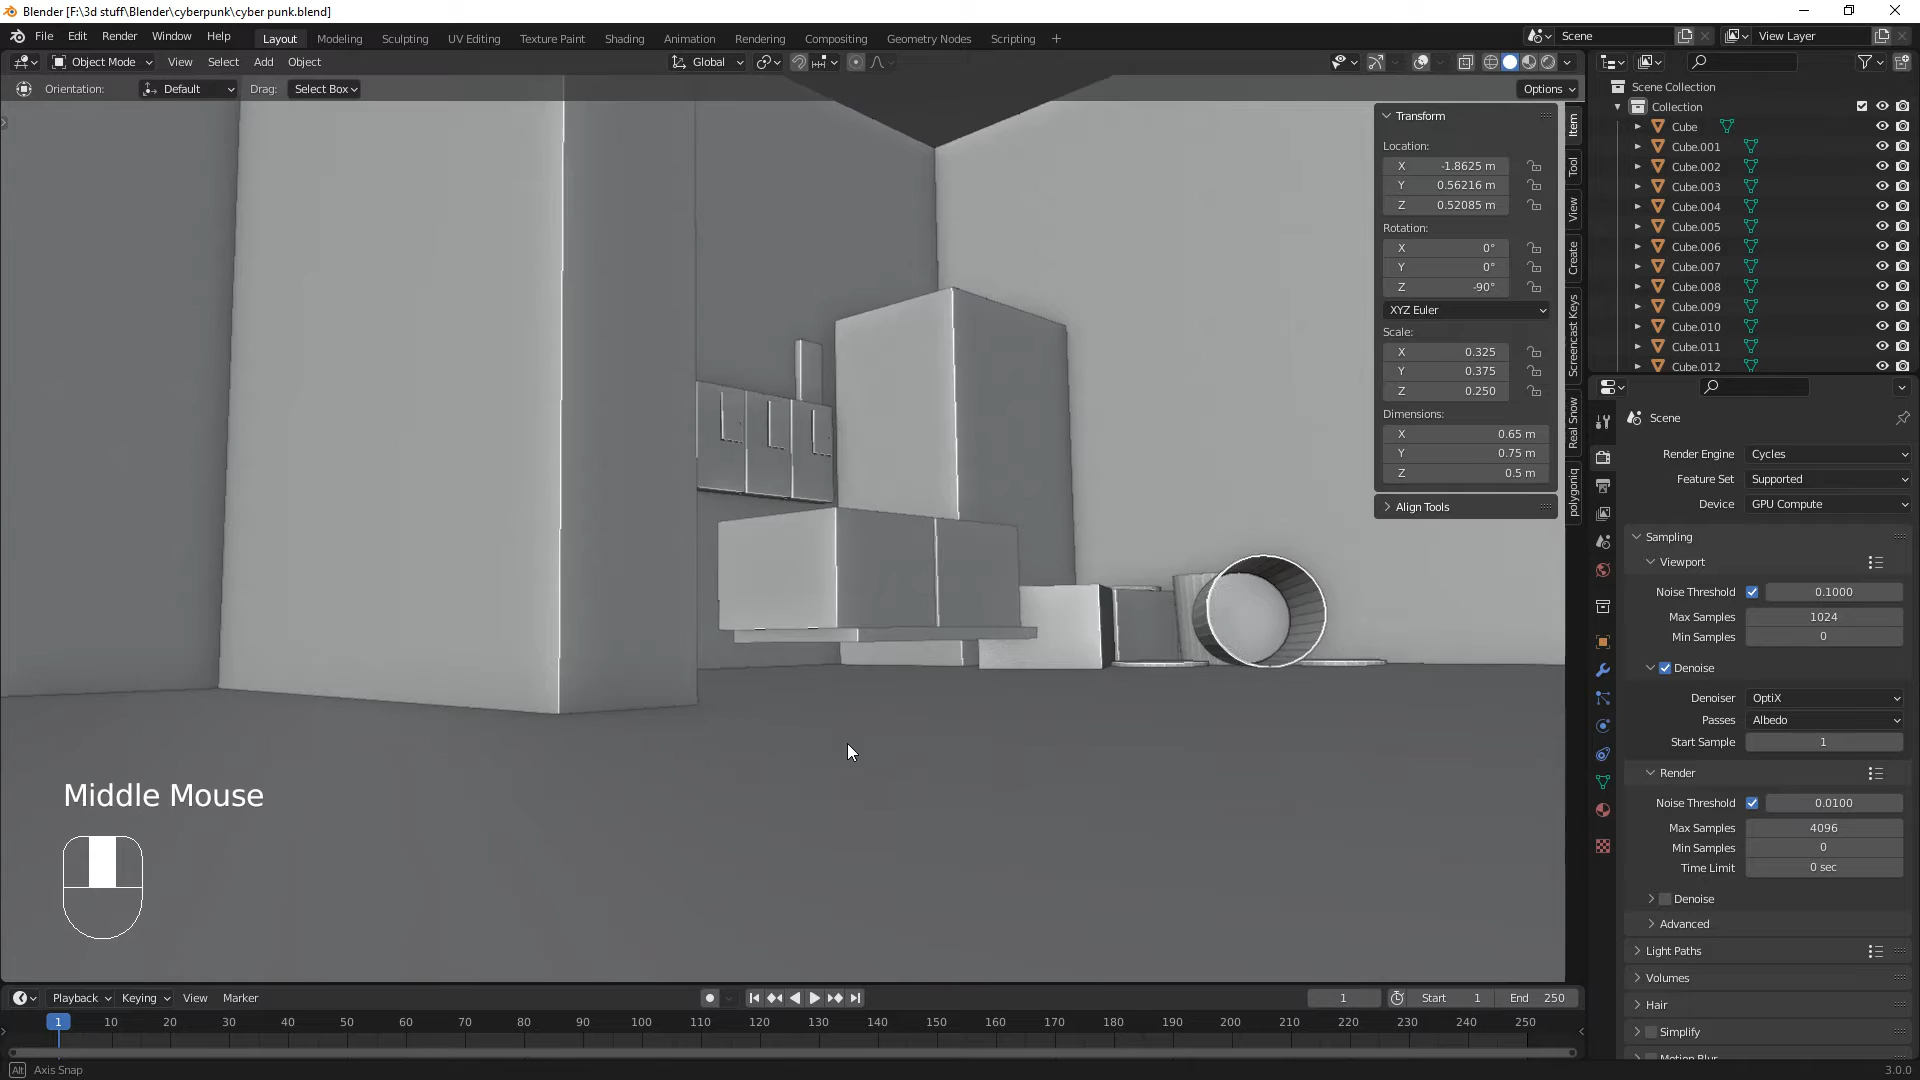 Blender [F:\3d stuff\Blender\cyberpunk\cyber punk.blend]
File Edit Render Window Help
Layout Modeling Sculpting UV Editing Texture Paint Shading Animation Rendering Compositing Geometry Nodes Scripting +
Scene
View Layer
Object Mode View Select Add Object
Global
Orientation: Default Drag: Select Box
Options
Transform
Location:
X -1.8625 m
Y 0.56216 m
Z 0.52085 m
Rotation:
X 0°
Y 0°
Z -90°
XYZ Euler
Scale:
X 0.325
Y 0.375
Z 0.250
Dimensions:
X 0.65 m
Y 0.75 m
Z 0.5 m
Align Tools
Item
Tool
View
Create
Screencast Keys
Real Snow
polygoniq
Scene Collection
Collection
Cube
Cube.001
Cube.002
Cube.003
Cube.004
Cube.005
Cube.006
Cube.007
Cube.008
Cube.009
Cube.010
Cube.011
Cube.012
Scene
Render Engine Cycles
Feature Set Supported
Device GPU Compute
Sampling
Viewport
Noise Threshold 0.1000
Max Samples 1024
Min Samples 0
Denoise
Denoiser OptiX
Passes Albedo
Start Sample 1
Render
Noise Threshold 0.0100
Max Samples 4096
Min Samples 0
Time Limit 0 sec
Denoise
Advanced
Light Paths
Volumes
Hair
Simplify
Motion Blur
Middle Mouse
Playback Keying View Marker
1 Start 1 End 250
1 10 20 30 40 50 60 70 80 90 100 110 120 130 140 150 160 170 180 190 200 210 220 230 240 250
Alt Axis Snap
3.0.0